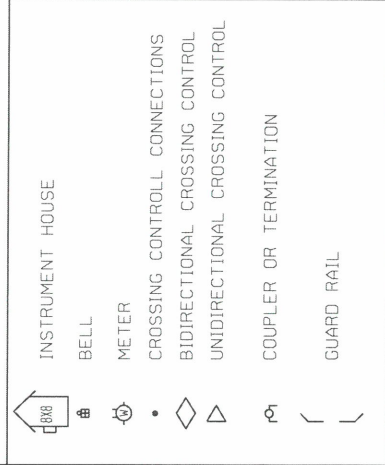 8X8 INSTRUMENT HOUSE
BELL
M METER
CROSSING CONTROLL CONNECTIONS
BIDIRECTIONAL CROSSING CONTROL
UNIDIRECTIONAL CROSSING CONTROL
COUPLER OR TERMINATION
GUARD RAIL